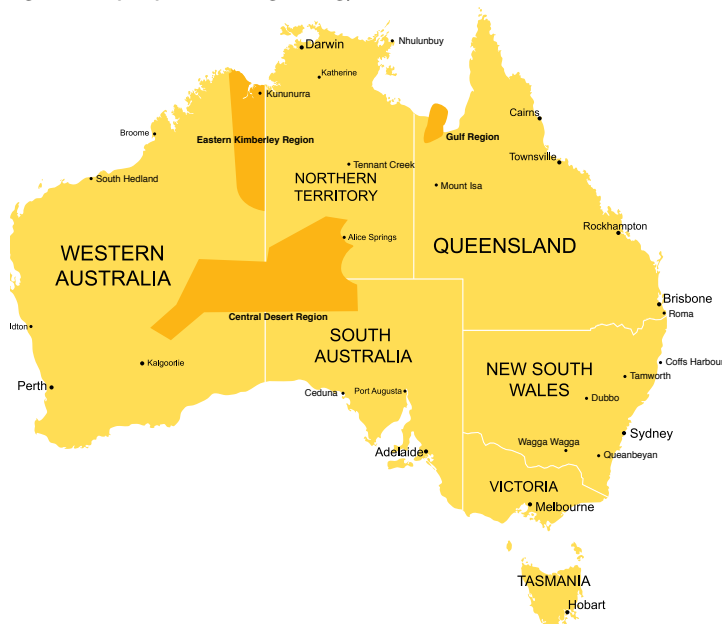 Darwin
Nhulunbuy
Katherine
Kununurra
Cairns
Broome
Eastern Kimberley Region
Gulf Region
Townsville
Tennant Creek
South Hedland
NORTHERN
TERRITORY
Mount Isa
Rockhampton
Alice Springs
WESTERN
AUSTRALIA
QUEENSLAND
Brisbone
Roma
Central Desert Region
ldton
SOUTH
AUSTRALIA
Kalgoorlie
NEW SOUTH
WALES
Coffs Harbour
Tamworth
Perth
Ceduna
Port Augusta
Dubbo
Sydney
Wagga Wagga
Adelaide
Queanbeyan
VICTORIA
Melbourne
TASMANIA
Hobart